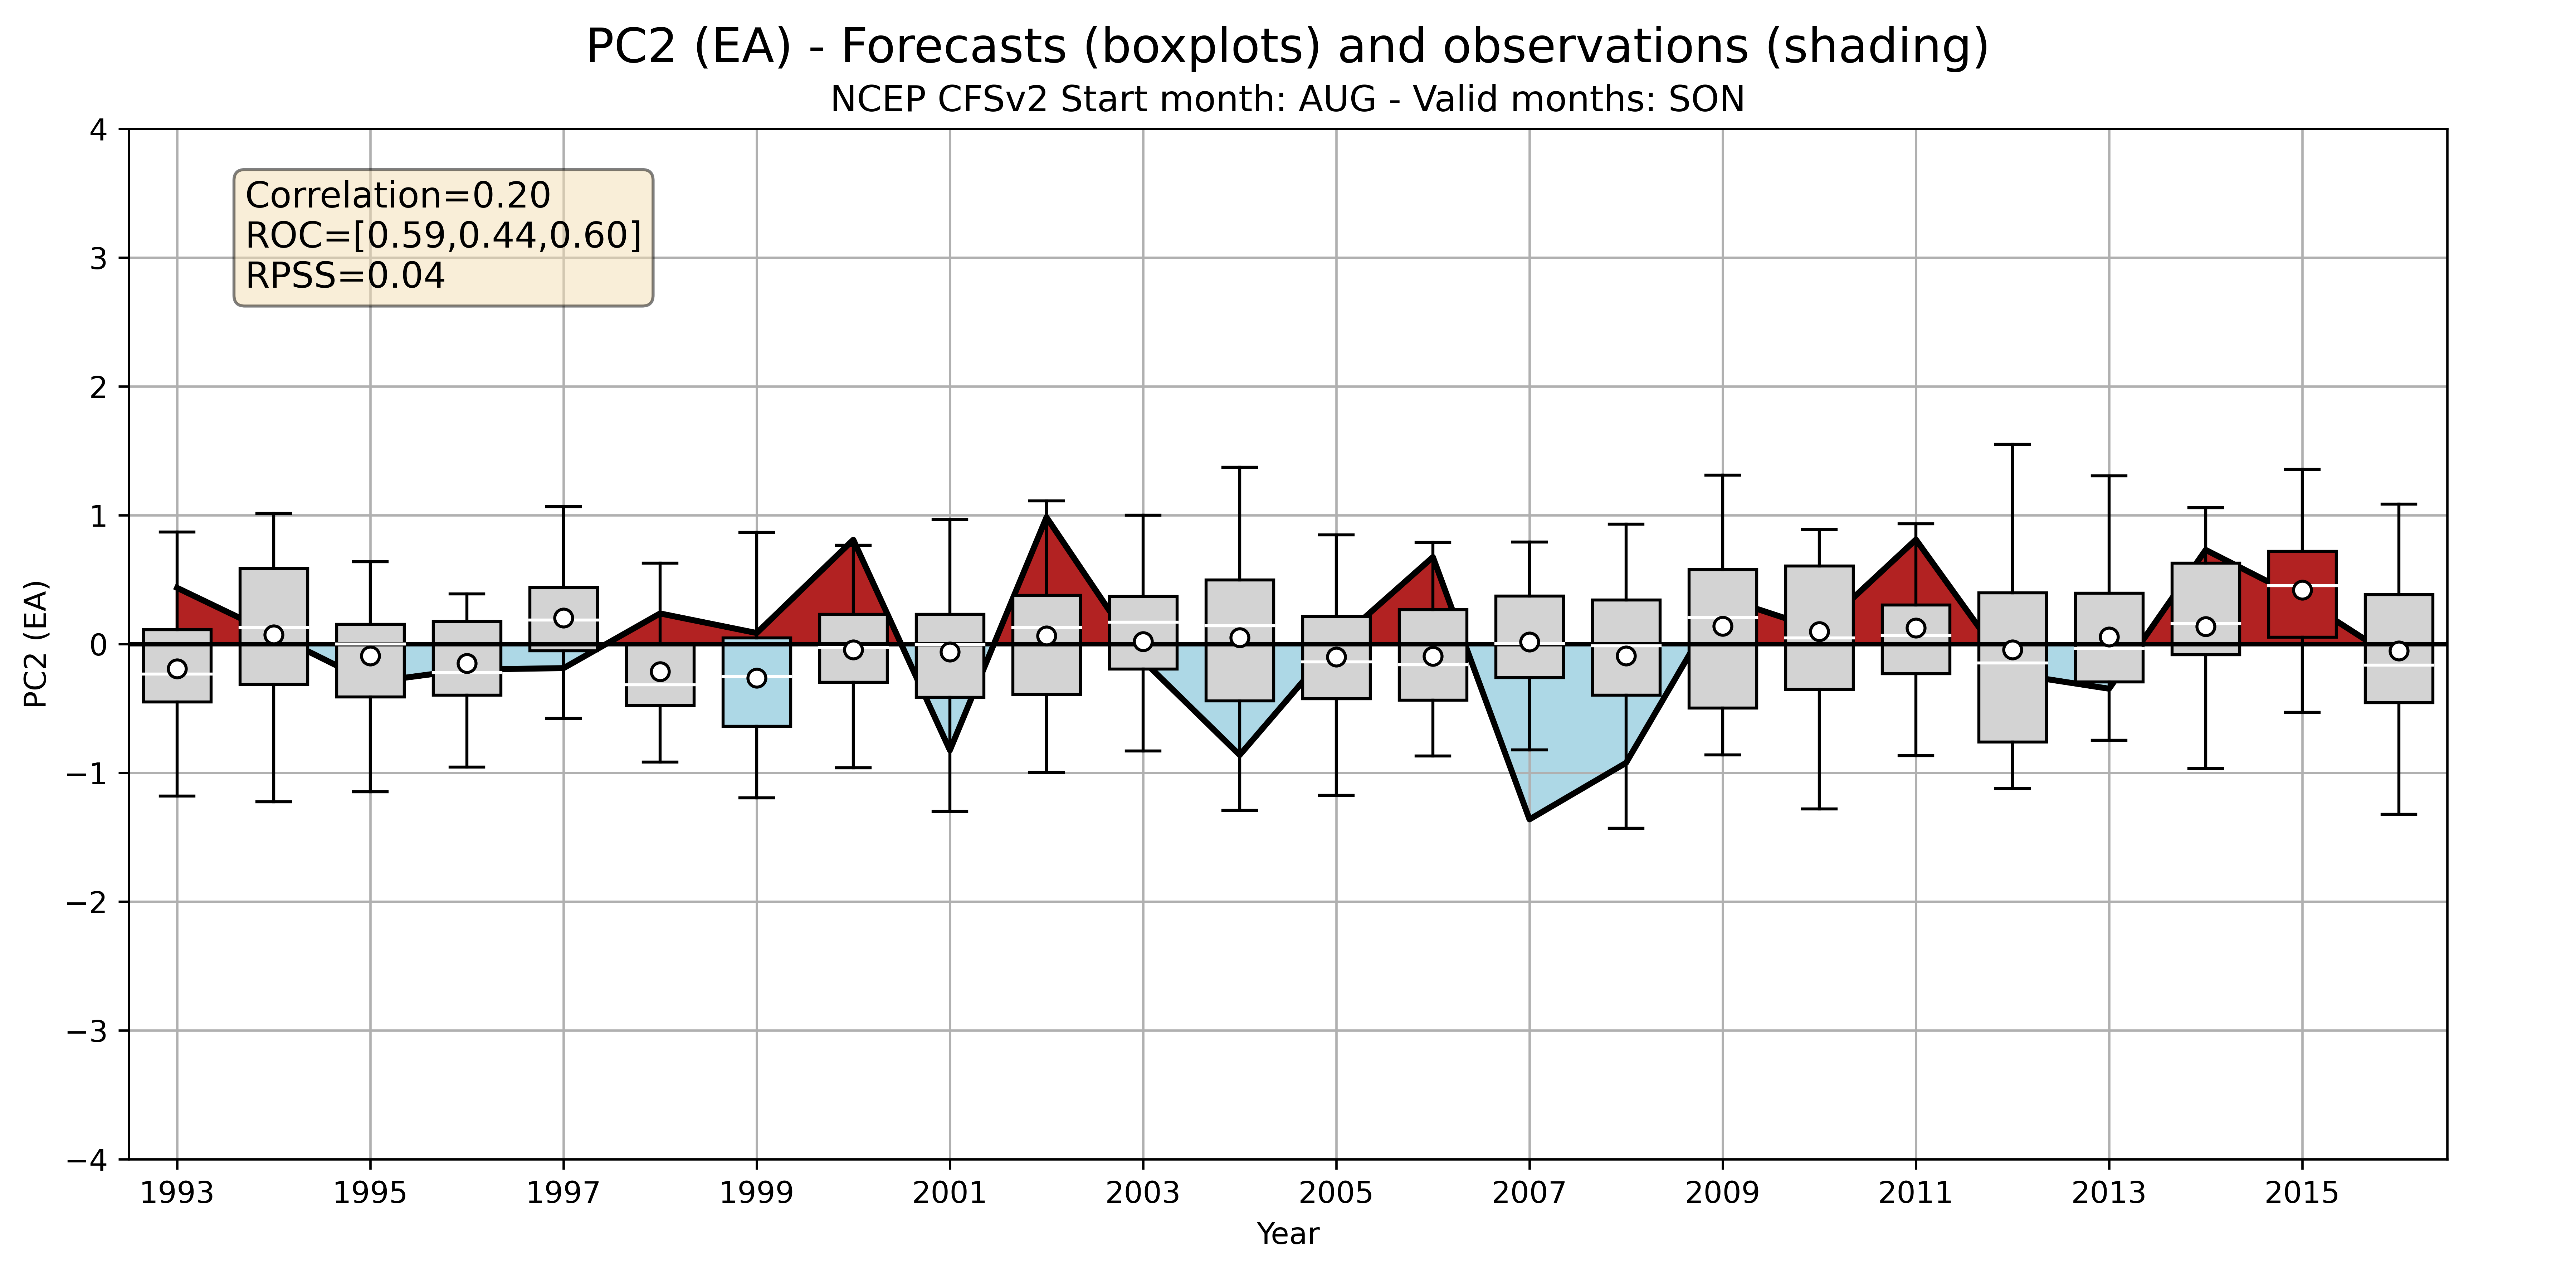 PC2 (EA) - Forecasts (boxplots) and observations (shading)
NCEP CFSv2 Start month: AUG - Valid months: SON
Correlation=0.20
ROC=[0.59,0.44,0.60]
RPSS=0.04
PC2 (EA)
4
3
2
1
0
−1
−2
−3
−4
1993 1995 1997 1999 2001 2003 2005 2007 2009 2011 2013 2015
Year